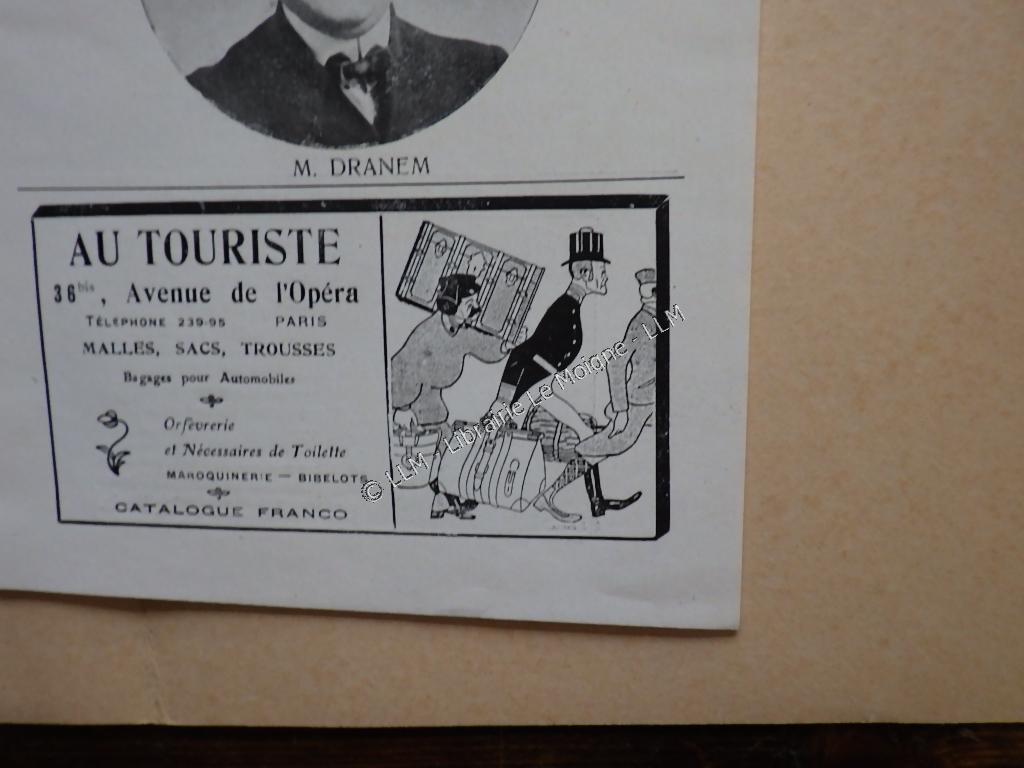 M. DRANEM
AU TOURISTE
36bis, Avenue de l'Opéra
TÉLÉPHONE 239-95 PARIS
MALLES, SACS, TROUSSES
Bagages pour Automobiles
Orfèvrerie
et Nécessaires de Toilette
MAROQUINERIE — BIBELOTS
CATALOGUE FRANCO
© LLM - Librairie Le Moigne - LLM